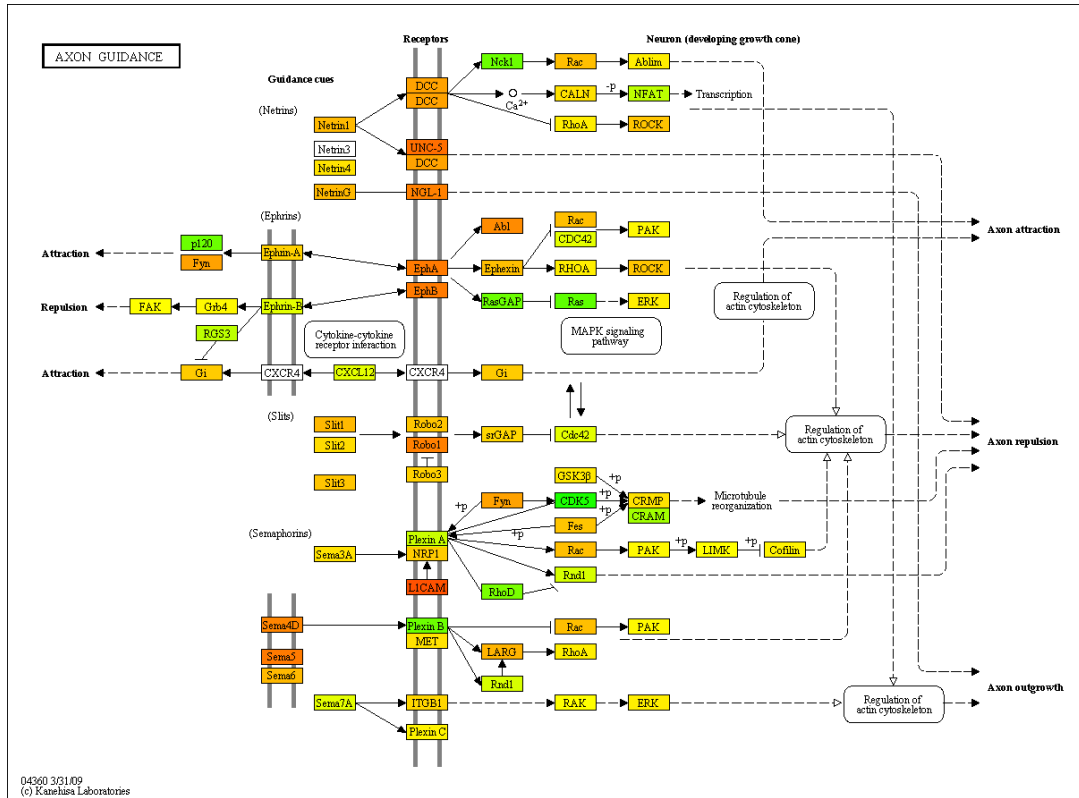 AXON GUIDANCE
Receptors
Neuron (developing growth cone)
Guidance cues
Nck1
Rac
Ablim
DCC
DCC
Ca2+
CALN
-p
NFAT
Transcription
(Netrins)
Netrin1
RhoA
ROCK
Netrin3
UNC-5
Netrin4
DCC
NetrinG
NGL-1
(Ephrins)
Abl
Rac
CDC42
PAK
Axon attraction
p120
Attraction
Ephrin-A
Fyn
EphA
Ephexin
RHOA
ROCK
EphB
Repulsion
FAK
Grb4
Ephrin-B
RasGAP
Ras
ERK
Regulation of
actin cytoskeleton
RGS3
Cytokine-cytokine
receptor inferaction
MAPK signaling
pathway
Attraction
Gi
CXCR4
CXCL12
CXCR4
Gi
(Slits)
Slit1
Robo2
Slit2
Robo1
srGAP
Cdc42
Regulation of
actin cytoskeleton
Axon repulsion
Robo3
Slit3
GSK3β
+p
+p
Fyn
CDK5
+p
CRMP
Microtubule
reorganization
CRAM
+p
Fes
+p
(Semaphorins)
Plexin A
Sema3A
NRP1
Rac
PAK
+p
LIMK
+p
Cofilin
Rnd1
L1CAM
RhoD
Sema4D
Plexin B
Rac
PAK
MET
Sema5
LARG
RhoA
Sema6
Rnd1
Axon outgrowth
Sema7A
ITGB1
RAK
ERK
Regulation of
actin cytoskeleton
Plexin C
04360 3/31/09
(c) Kanehisa Laboratories